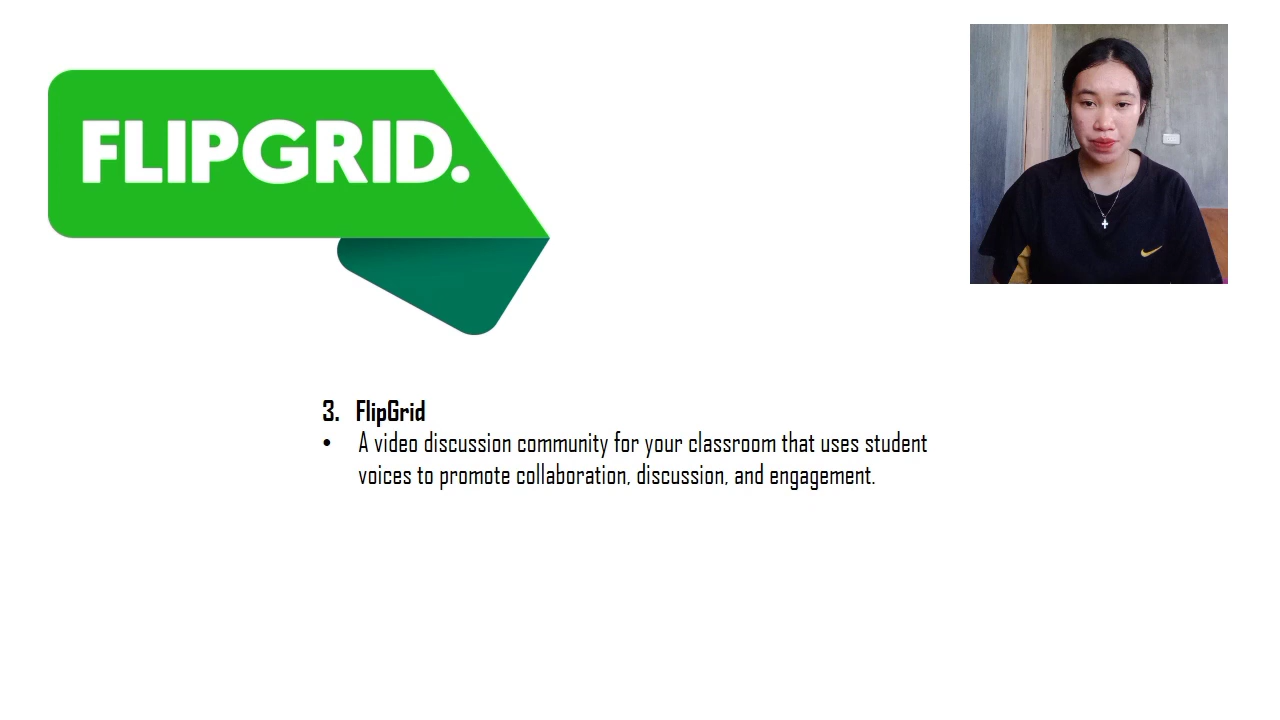 FLIPGRID.
3. FlipGrid
• A video discussion community for your classroom that uses student
voices to promote collaboration, discussion, and engagement.